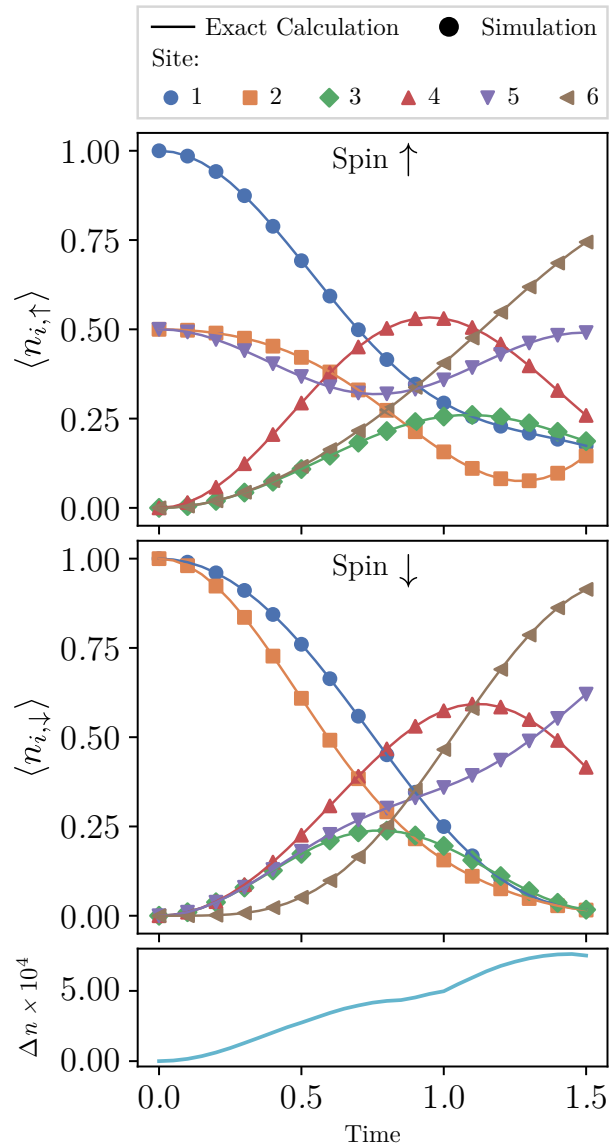 Exact Calculation Simulation
Site:
1 2 3 4 5 6
Spin ↑
1.00
0.75
0.50
0.25
0.00
⟨n_{i,↑}⟩
Spin ↓
1.00
0.75
0.50
0.25
0.00
⟨n_{i,↓}⟩
5.00
0.00
Δn × 10⁴
0.0 0.5 1.0 1.5
Time